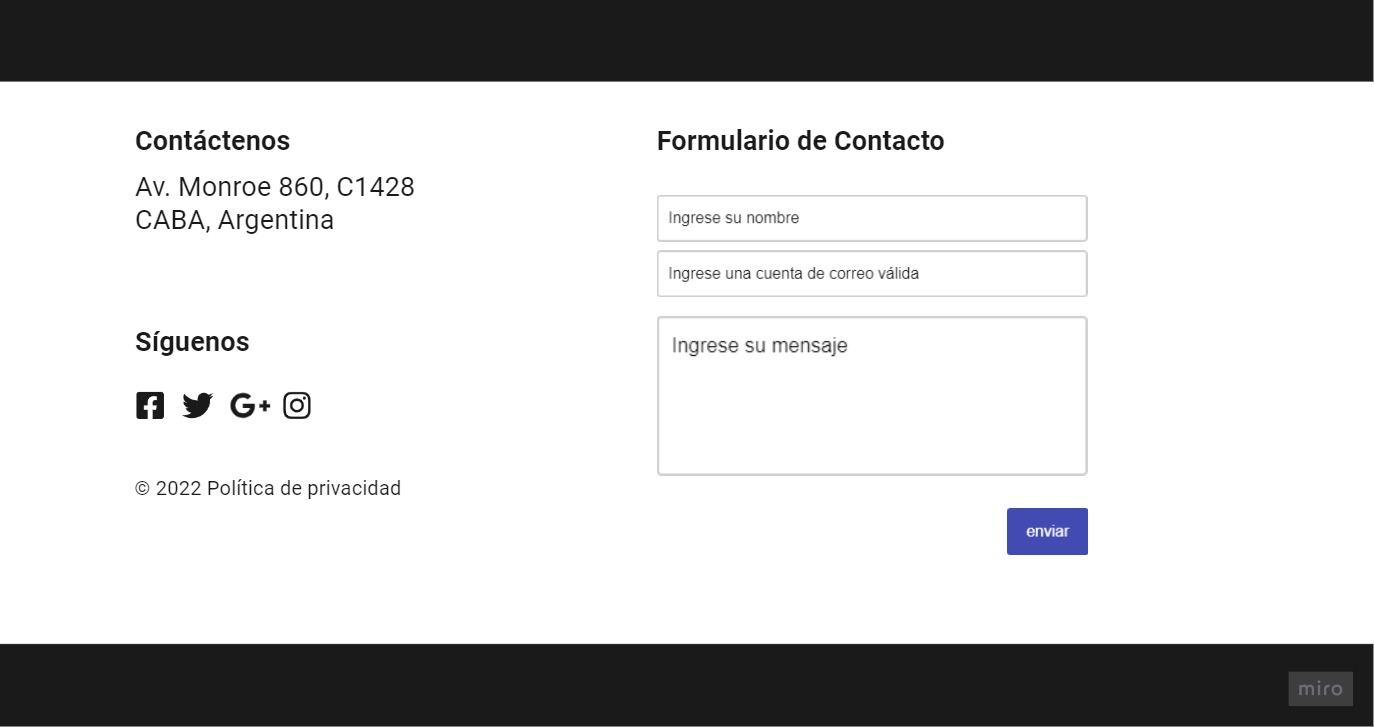 Contáctenos
Av. Monroe 860, C1428
CABA, Argentina
Síguenos
© 2022 Política de privacidad
Formulario de Contacto
Ingrese su nombre
Ingrese una cuenta de correo válida
Ingrese su mensaje
enviar
miro